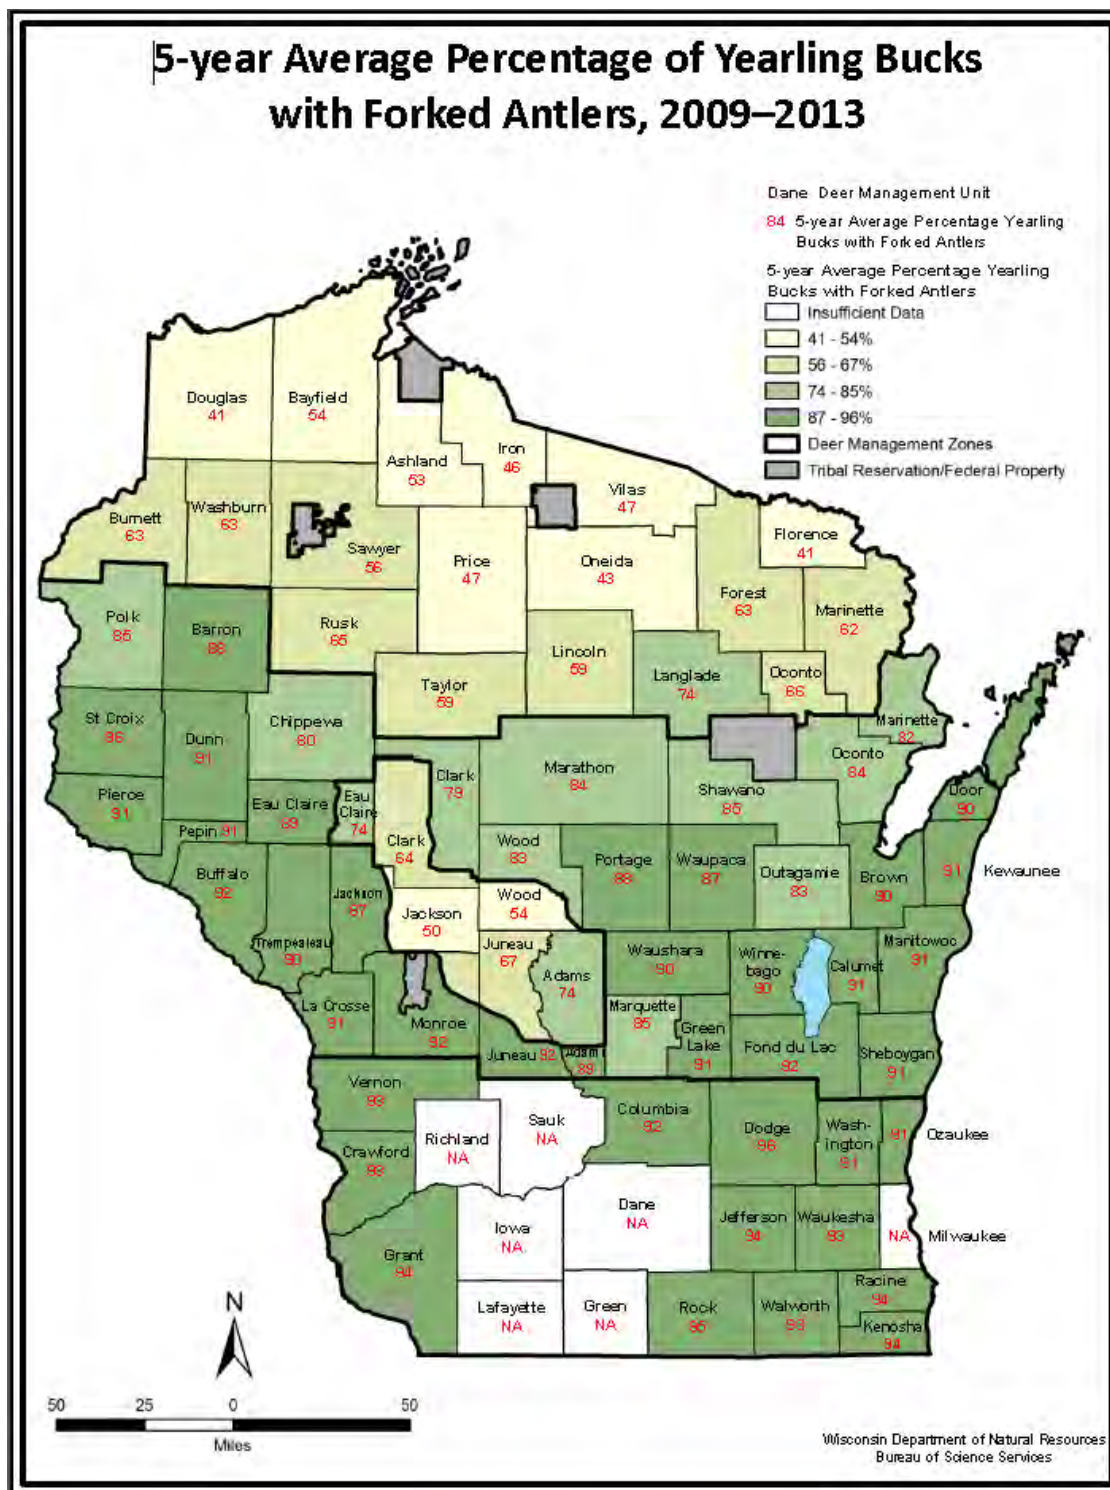 5-year Average Percentage of Yearling Bucks
with Forked Antlers, 2009–2013
Dane Deer Management Unit
84 5-year Average Percentage Yearling
Bucks with Forked Antlers
5-year Average Percentage Yearling
Bucks with Forked Antlers
Insufficient Data
41 - 54%
56 - 67%
74 - 85%
87 - 96%
Deer Management Zones
Tribal Reservation/Federal Property
Douglas
41
Bayfield
54
Ashland
53
Iron
46
Vilas
47
Burnett
63
Washburn
63
Sawyer
56
Price
47
Oneida
43
Florence
41
Forest
63
Marinette
62
Polk
85
Barron
Rusk
65
Lincoln
59
Langlade
74
Oconto
66
Taylor
59
St Croix
Dunn
91
Chippewa
80
Marinette
82
Oconto
84
Clark
79
Marathon
84
Shawano
85
Pierce
91
Eau Claire
89
Eau
Claire
74
Door
90
Pepin 91
Clark
64
Wood
83
Portage
88
Waupaca
87
Outagamie
83
Brown
90
91
Kewaunee
Buffalo
92
Jackson
87
Trempealeau
90
Jackson
50
Wood
54
Juneau
67
Adams
74
Waushara
90
Winne-
bago
90
Calumet
91
Manitowoc
91
La Crosse
91
Monroe
92
Marquette
85
Green
Lake
91
Fond du Lac
92
Sheboygan
91
Juneau 92
Adam
89
Vernon
93
Richland
NA
Sauk
NA
Columbia
92
Dodge
96
Wash-
ington
91
91
Ozaukee
Crawford
93
Iowa
NA
Dane
NA
Jefferson
94
Waukesha
93
NA
Milwaukee
Grant
94
Lafayette
NA
Green
NA
Rock
95
Walworth
93
Racine
94
Kenosha
94
N
50 25 0 50
Miles
Wisconsin Department of Natural Resources
Bureau of Science Services